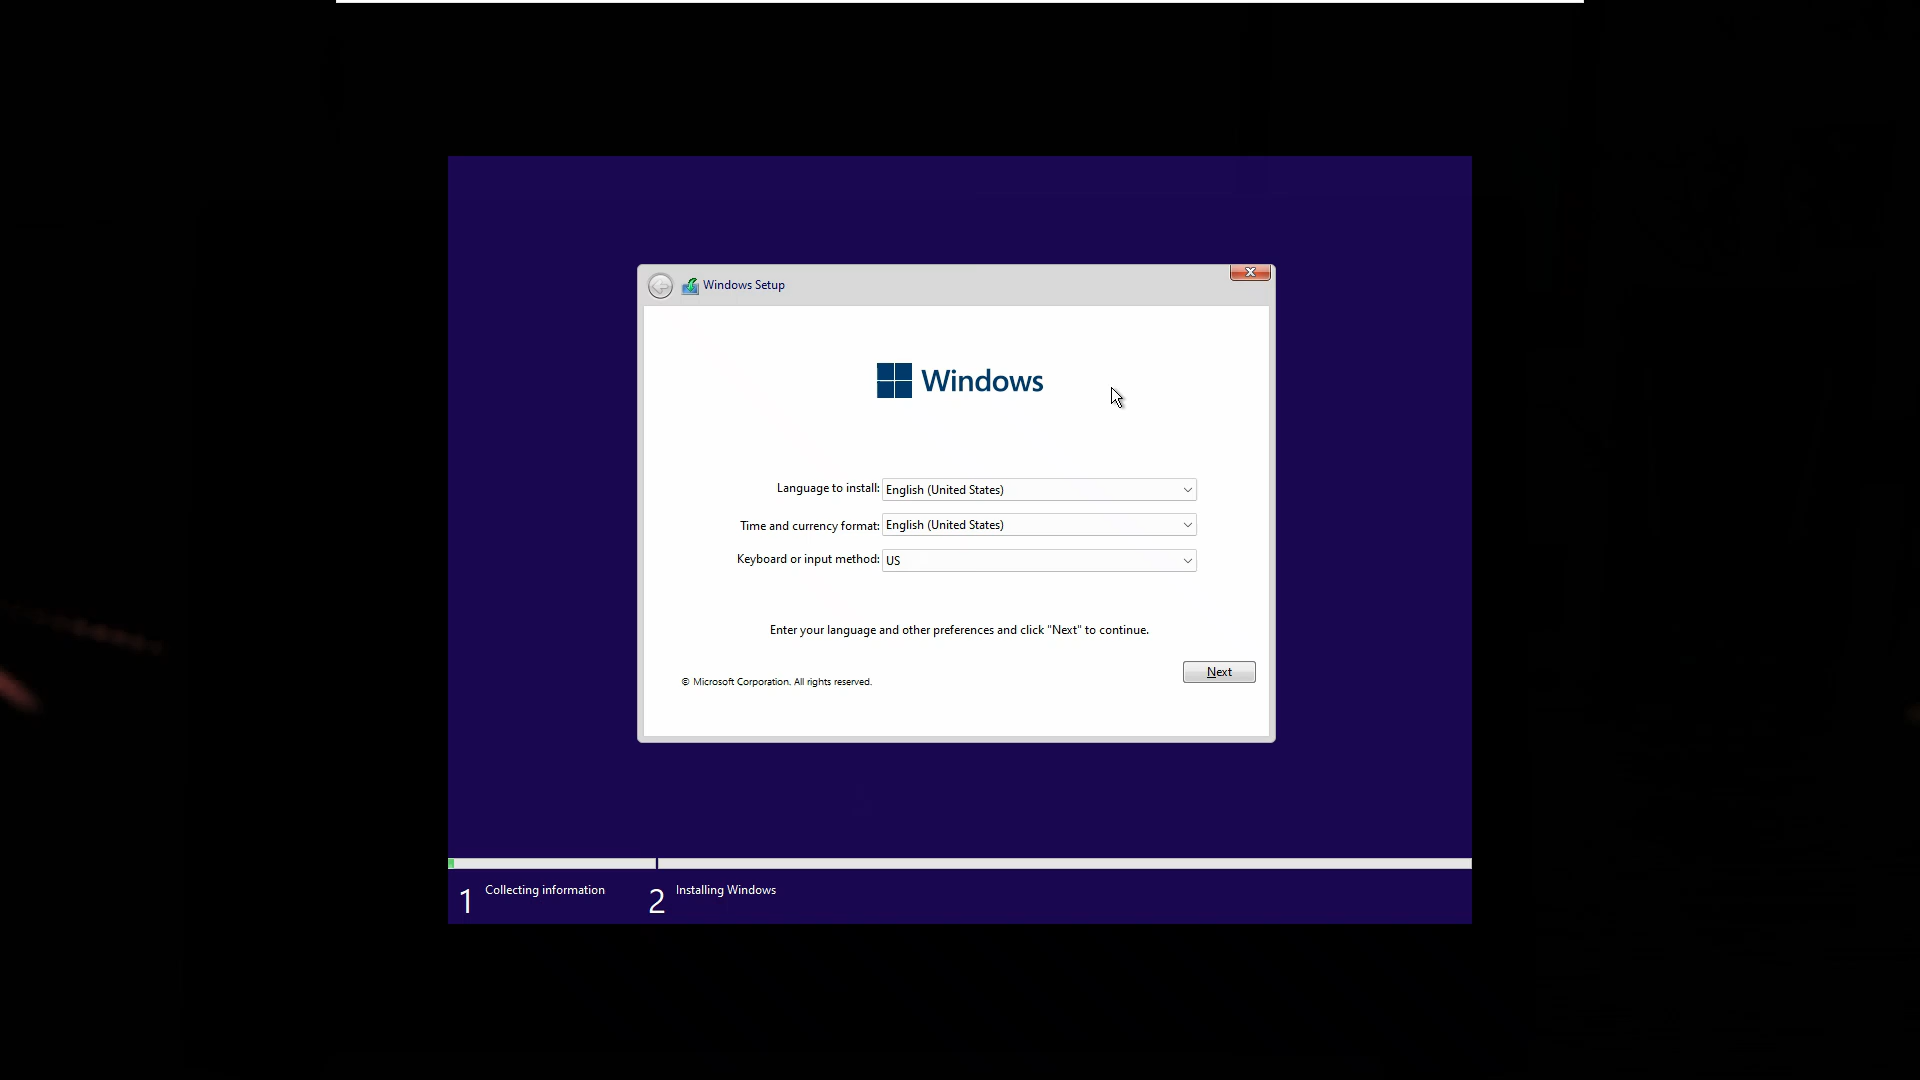 Windows Setup
Windows
Language to install: English (United States)
Time and currency format: English (United States)
Keyboard or input method: US
Enter your language and other preferences and click "Next" to continue.
Next
© Microsoft Corporation. All rights reserved.
1 Collecting information
2 Installing Windows